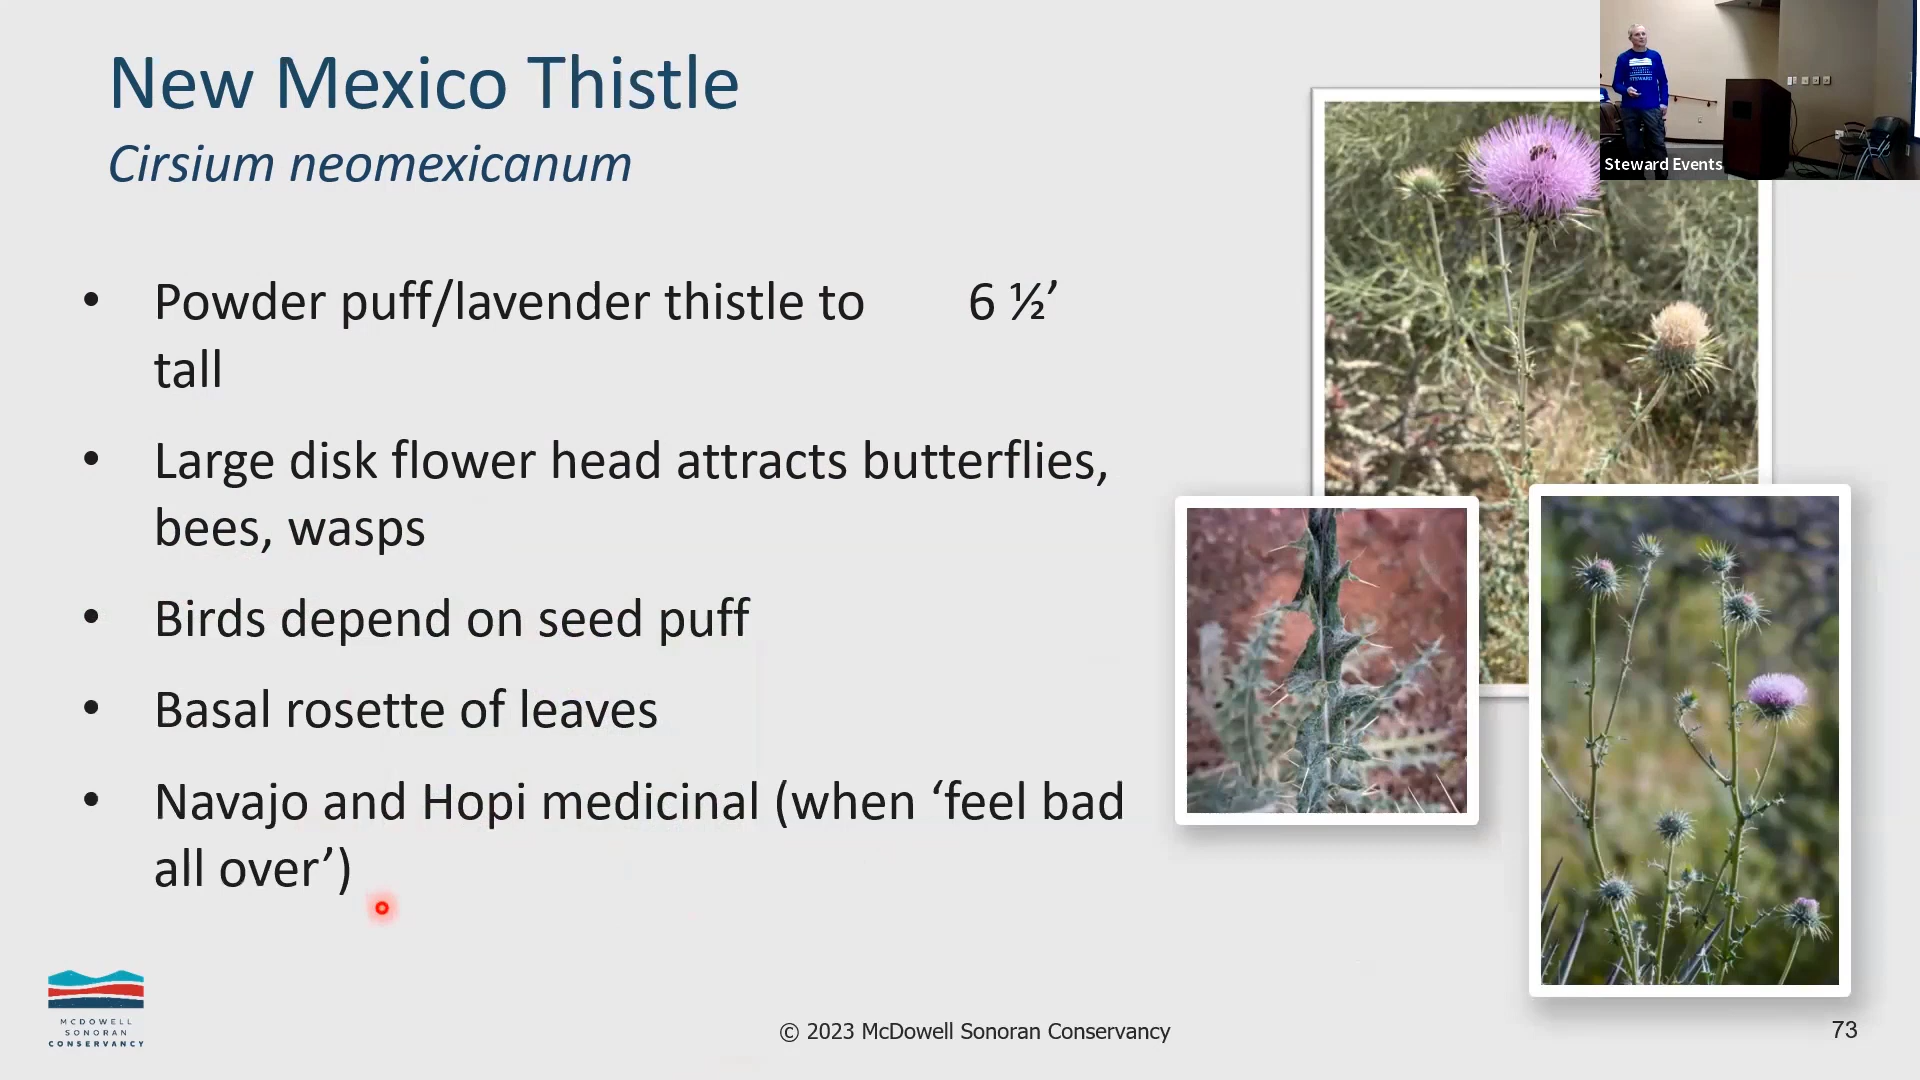 New Mexico Thistle
Cirsium neomexicanum
• Powder puff/lavender thistle to 6 ½’
tall
• Large disk flower head attracts butterflies,
bees, wasps
• Birds depend on seed puff
• Basal rosette of leaves
• Navajo and Hopi medicinal (when ‘feel bad
all over’)
Steward Events
MCDOWELL
SONORAN
CONSERVANCY
© 2023 McDowell Sonoran Conservancy
73